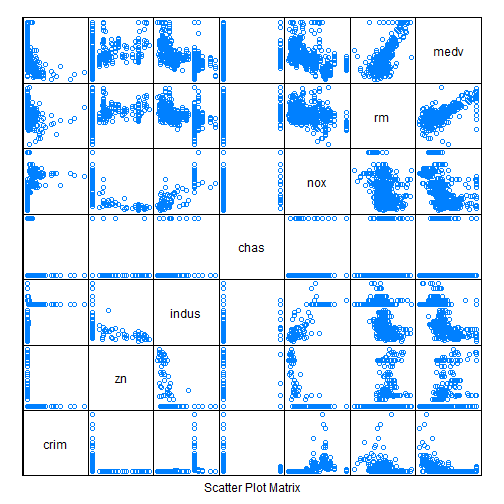 medv
rm
nox
chas
indus
zn
crim
Scatter Plot Matrix